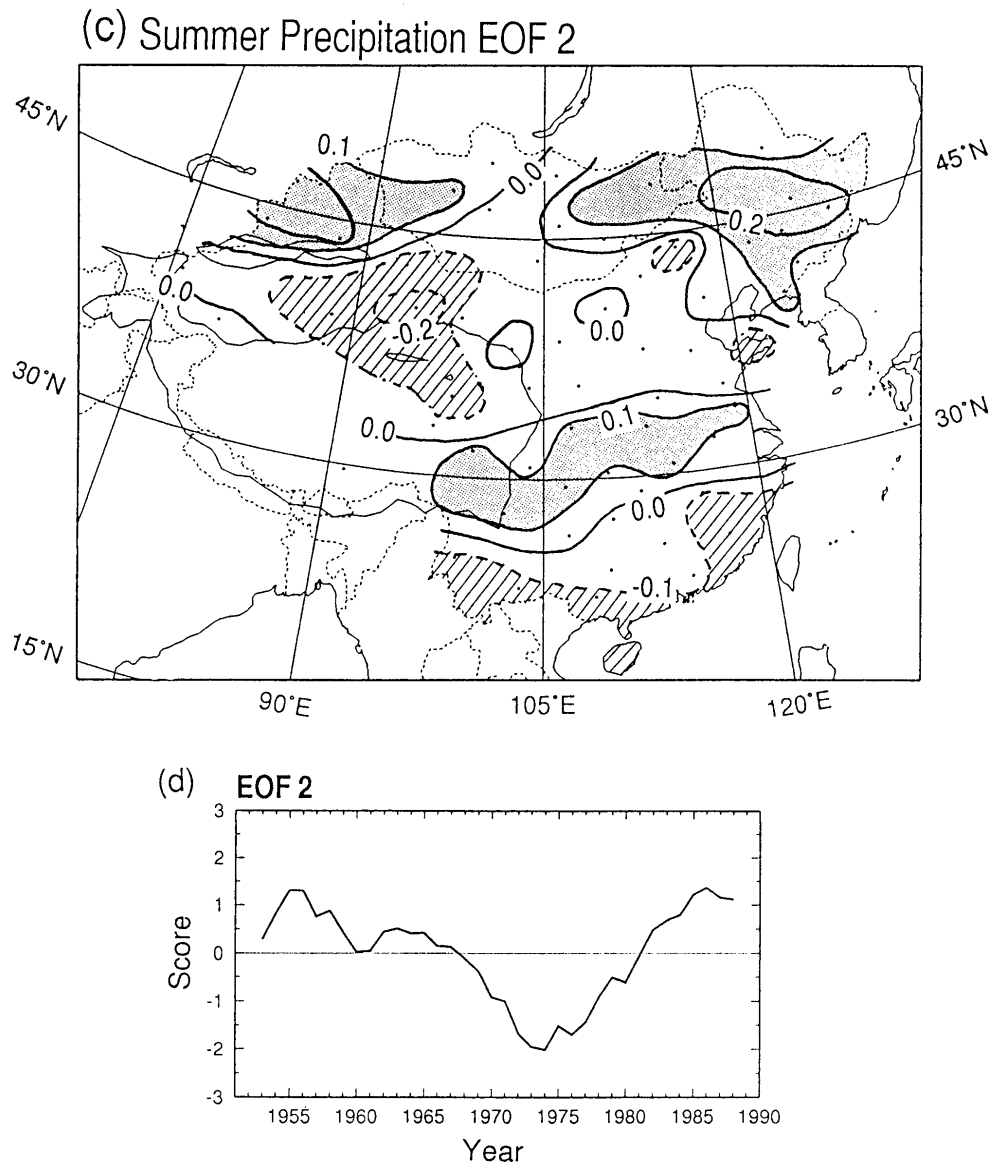 (c) Summer Precipitation EOF 2
45°N
0.1
0.0
45°N
0.2
0.0
0.0
-0.2
30°N
0.0
0.1
30°N
0.0
-0.1
15°N
90°E
105°E
120°E
(d) EOF 2
3
2
1
0
-1
-2
-3
Score
1955 1960 1965 1970 1975 1980 1985 1990
Year